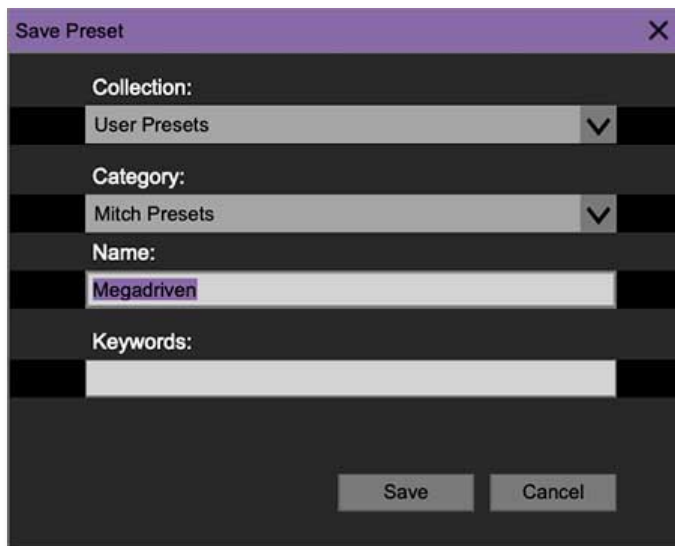 Save Preset
Collection:
User Presets
Category:
Mitch Presets
Name:
Megadriven
Keywords:
Save Cancel